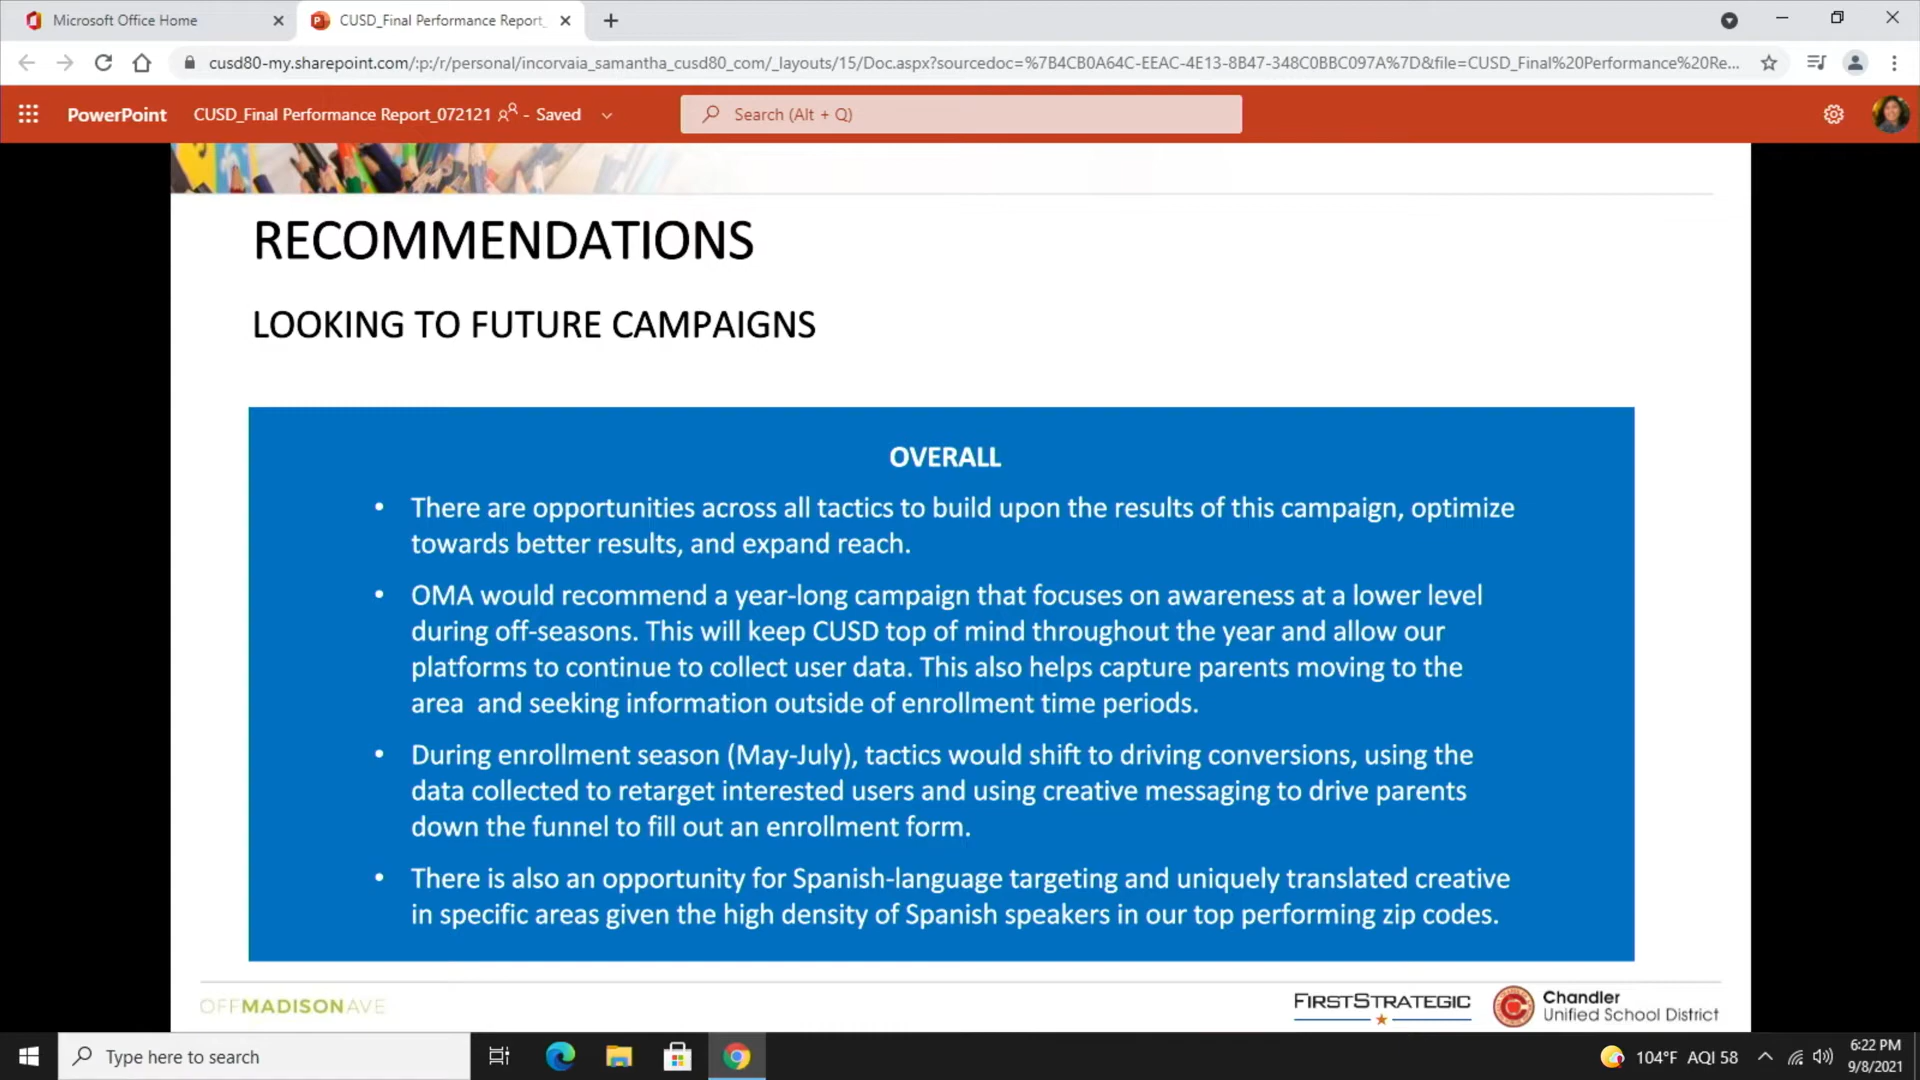 Microsoft Office Home
CUSD_Final Performance Report_
cusd80-my.sharepoint.com/:p:/r/personal/incorvaia_samantha_cusd80_com/_layouts/15/Doc.aspx?sourcedoc=%7B4CB0A64C-EEAC-4E13-8B47-348C0BBC097A%7D&file=CUSD_Final%20Performance%20Re...
PowerPoint
CUSD_Final Performance Report_072121 - Saved
Search (Alt + Q)
RECOMMENDATIONS
LOOKING TO FUTURE CAMPAIGNS
OVERALL
• There are opportunities across all tactics to build upon the results of this campaign, optimize
towards better results, and expand reach.
• OMA would recommend a year-long campaign that focuses on awareness at a lower level
during off-seasons. This will keep CUSD top of mind throughout the year and allow our
platforms to continue to collect user data. This also helps capture parents moving to the
area and seeking information outside of enrollment time periods.
• During enrollment season (May-July), tactics would shift to driving conversions, using the
data collected to retarget interested users and using creative messaging to drive parents
down the funnel to fill out an enrollment form.
• There is also an opportunity for Spanish-language targeting and uniquely translated creative
in specific areas given the high density of Spanish speakers in our top performing zip codes.
OFFMADISONAVE
FIRSTSTRATEGIC
Chandler
Unified School District
Type here to search
104°F AQI 58
6:22 PM
9/8/2021